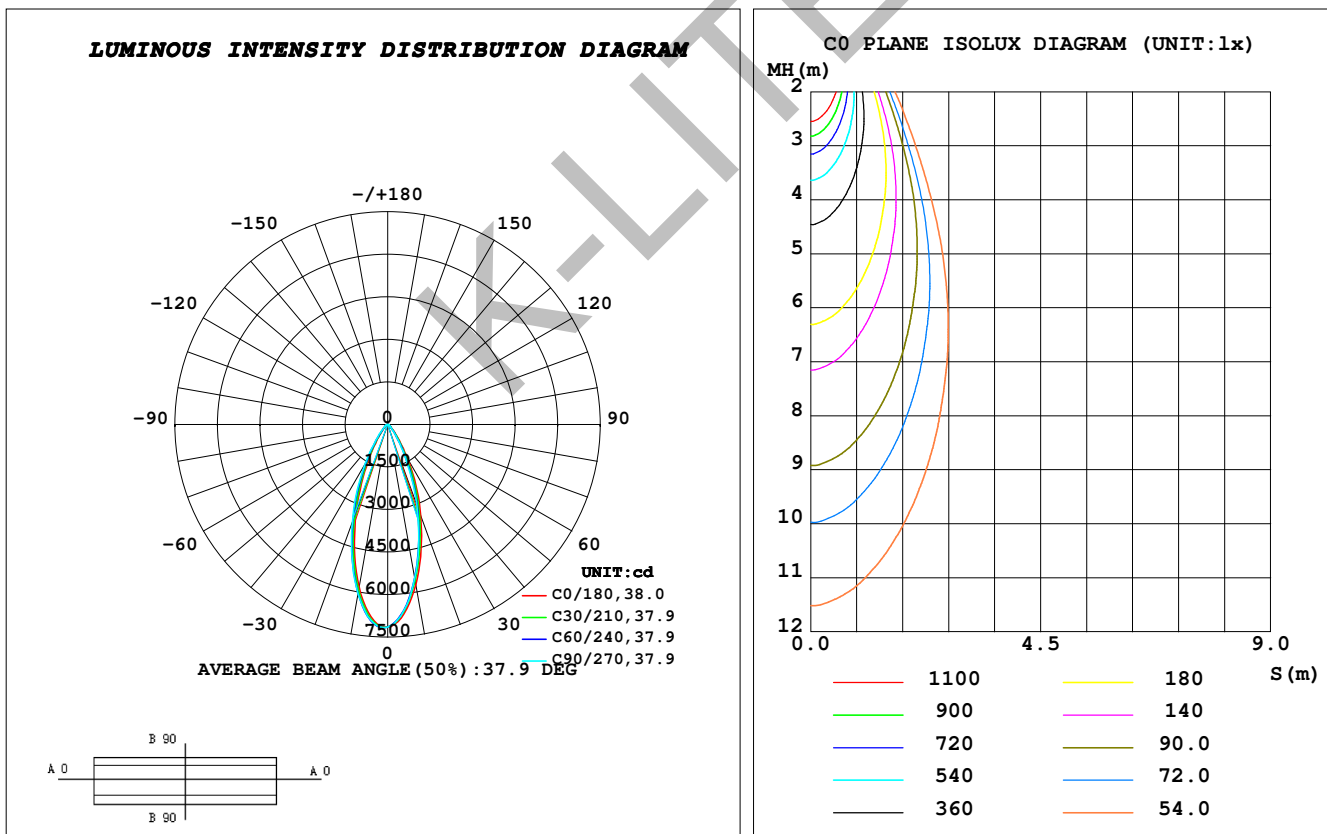 LUMINOUS INTENSITY DISTRIBUTION DIAGRAM
-/+180
-150 150
-120 120
-90 0 90
1500
3000
-60 4500 60
6000
-30 7500 30
0
UNIT:cd
C0/180,38.0
C30/210,37.9
C60/240,37.9
C90/270,37.9
AVERAGE BEAM ANGLE(50%):37.9 DEG
B 90
A 0 A 0
B 90
K-LITE
C0 PLANE ISOLUX DIAGRAM (UNIT:lx)
MH(m)
2
3
4
5
6
7
8
9
10
11
12
0.0 4.5 9.0
S(m)
1100 180
900 140
720 90.0
540 72.0
360 54.0